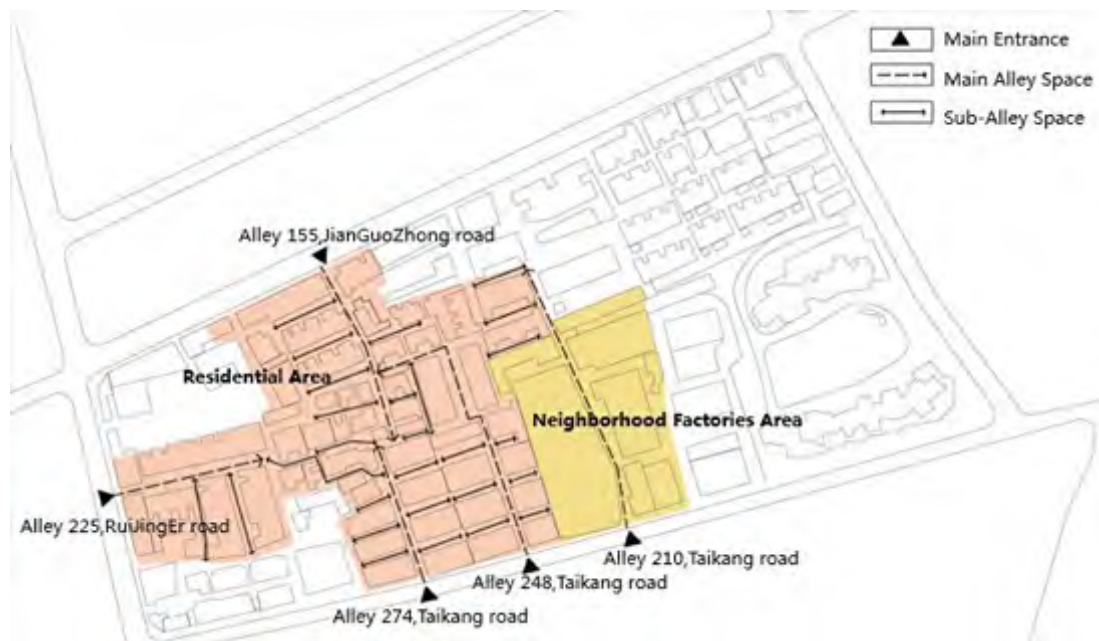 Main Entrance
Main Alley Space
Sub-Alley Space
Alley 155,JianGuoZhong road
Residential Area
Neighborhood Factories Area
Alley 225,RuiJingEr road
Alley 210,Taikang road
Alley 248,Taikang road
Alley 274,Taikang road